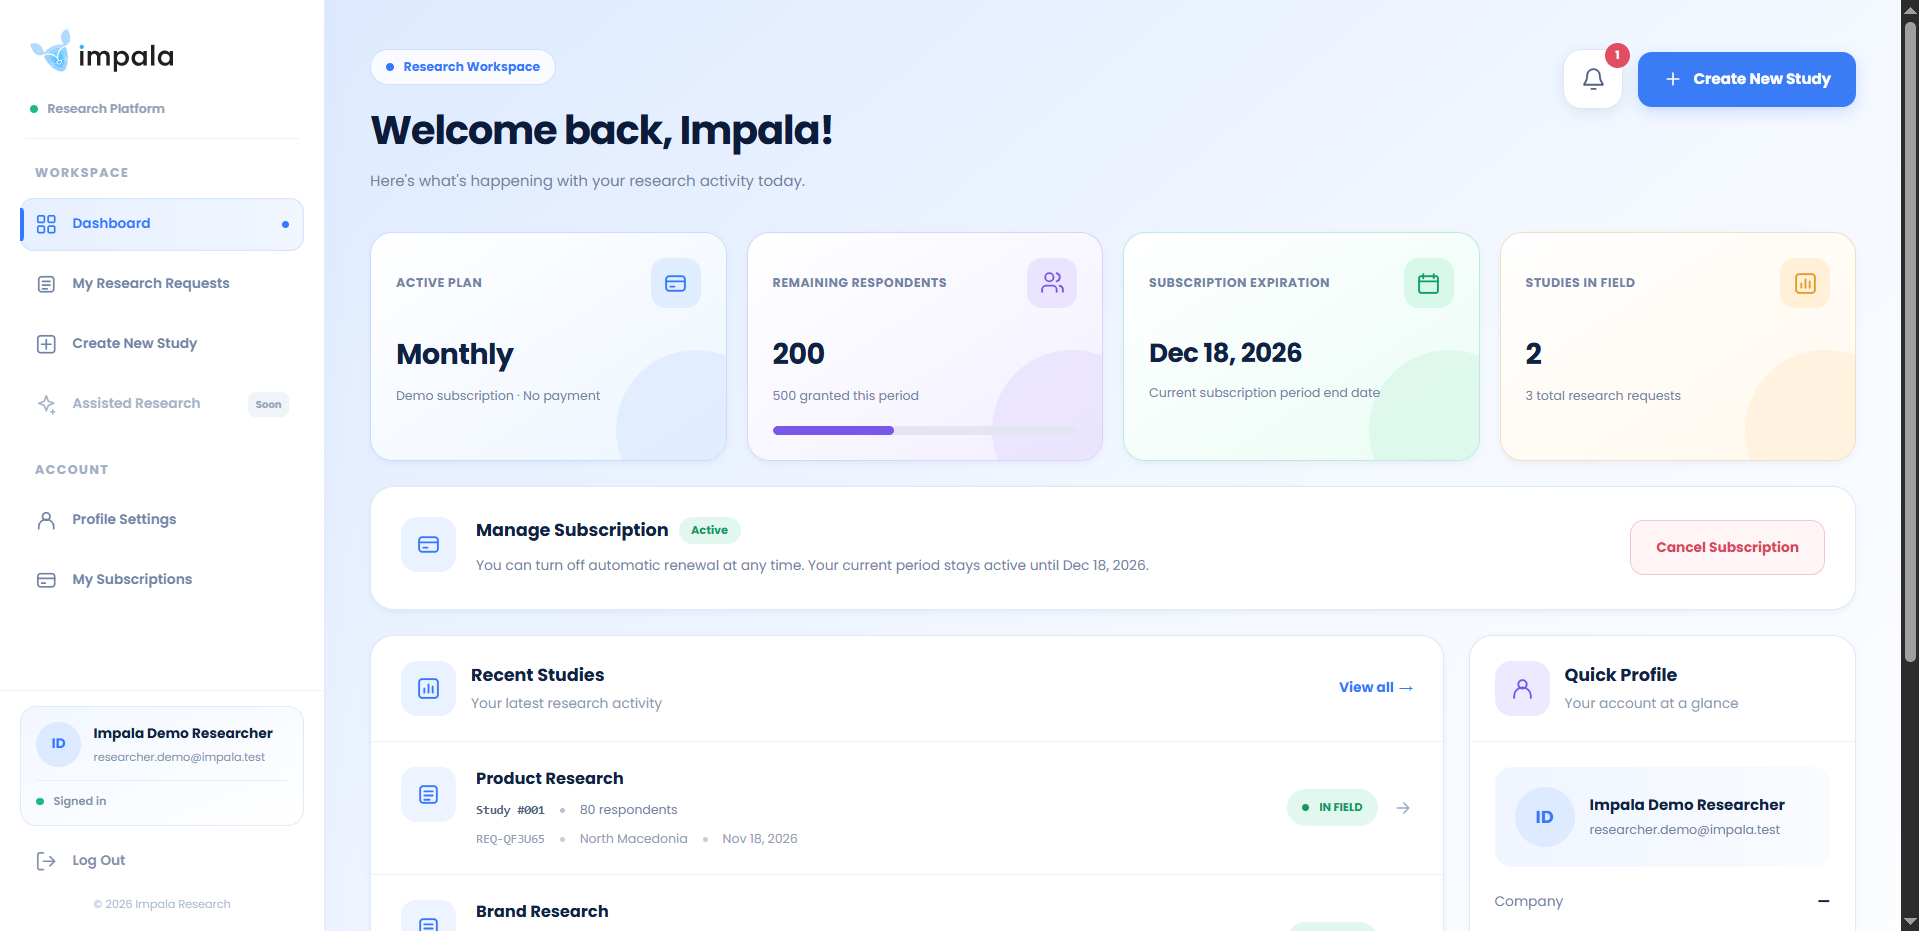 impala
Research Platform
WORKSPACE
Dashboard
My Research Requests
Create New Study
Assisted Research Soon
ACCOUNT
Profile Settings
My Subscriptions
ID
Impala Demo Researcher
researcher.demo@impala.test
Signed in
Log Out
© 2026 Impala Research
Research Workspace
1
Create New Study
Welcome back, Impala!
Here's what's happening with your research activity today.
ACTIVE PLAN
Monthly
Demo subscription · No payment
REMAINING RESPONDENTS
200
500 granted this period
SUBSCRIPTION EXPIRATION
Dec 18, 2026
Current subscription period end date
STUDIES IN FIELD
2
3 total research requests
Manage Subscription Active
You can turn off automatic renewal at any time. Your current period stays active until Dec 18, 2026.
Cancel Subscription
Recent Studies
Your latest research activity
View all →
Product Research
Study #001 • 80 respondents
REQ-QF3U65 • North Macedonia • Nov 18, 2026
IN FIELD
Brand Research
Quick Profile
Your account at a glance
ID
Impala Demo Researcher
researcher.demo@impala.test
Company –